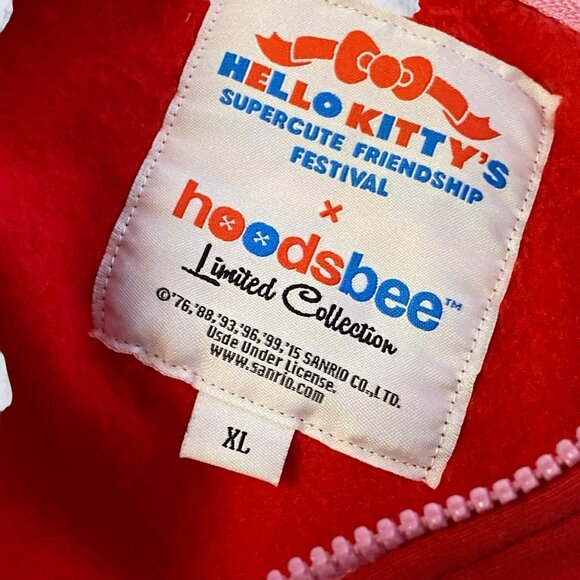 HELLO KITTY'S
SUPERCUTE FRIENDSHIP
FESTIVAL
x
hoodsbee™
Limited Collection
©'76,'88,'93,'96,'99,'15 SANRIO CO.,LTD.
Usde Under License.
www.sanrio.com
XL